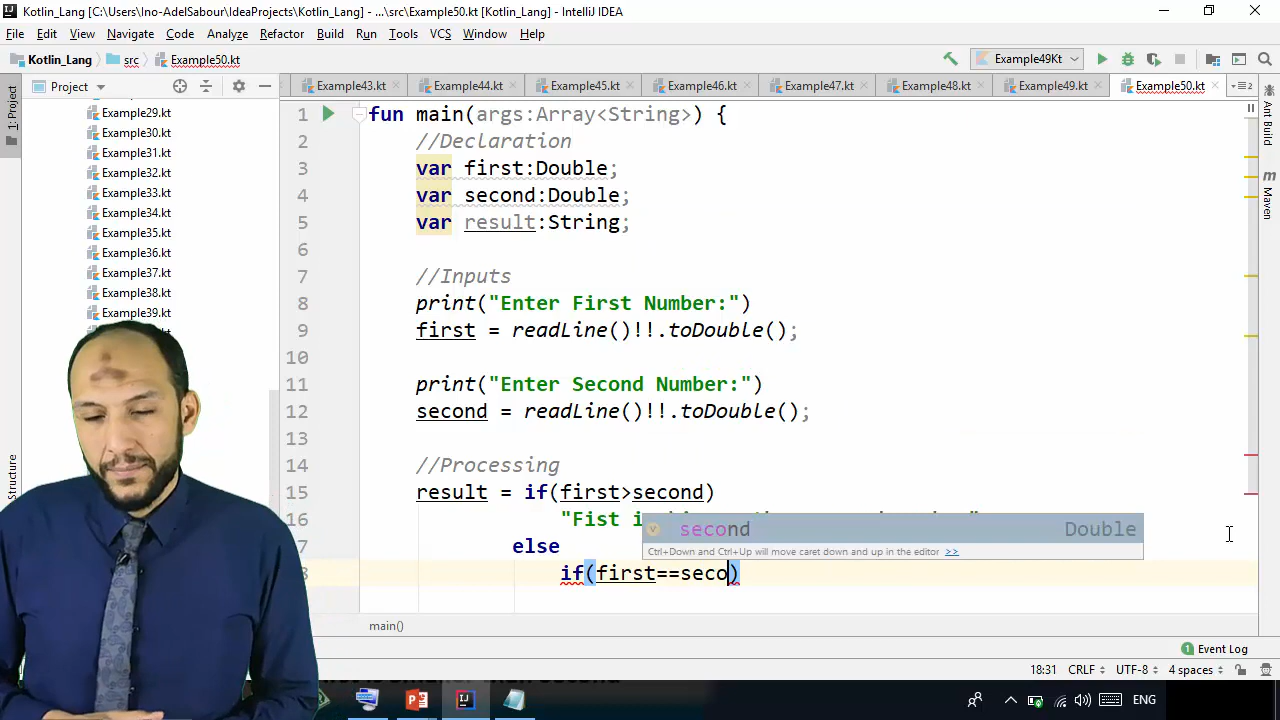 Kotlin_Lang [C:\Users\Ino-AdelSabour\IdeaProjects\Kotlin_Lang] - ...\src\Example50.kt [Kotlin_Lang] - IntelliJ IDEA
File Edit View Navigate Code Analyze Refactor Build Run Tools VCS Window Help
Kotlin_Lang src Example50.kt Example49Kt
Project Example43.kt Example44.kt Example45.kt Example46.kt Example47.kt Example48.kt Example49.kt Example50.kt
1: Project
Structure
Ant Build
Maven
Example29.kt
Example30.kt
Example31.kt
Example32.kt
Example33.kt
Example34.kt
Example35.kt
Example36.kt
Example37.kt
Example38.kt
Example39.kt
1 fun main(args:Array<String>) {
2 //Declaration
3 var first:Double;
4 var second:Double;
5 var result:String;
6
7 //Inputs
8 print("Enter First Number:")
9 first = readLine()!!.toDouble();
10
11 print("Enter Second Number:")
12 second = readLine()!!.toDouble();
13
14 //Processing
15 result = if(first>second)
16 "Fist
else
if(first==seco)
second Double
Ctrl+Down and Ctrl+Up will move caret down and up in the editor >>
main()
Event Log
18:31 CRLF UTF-8 4 spaces
ENG